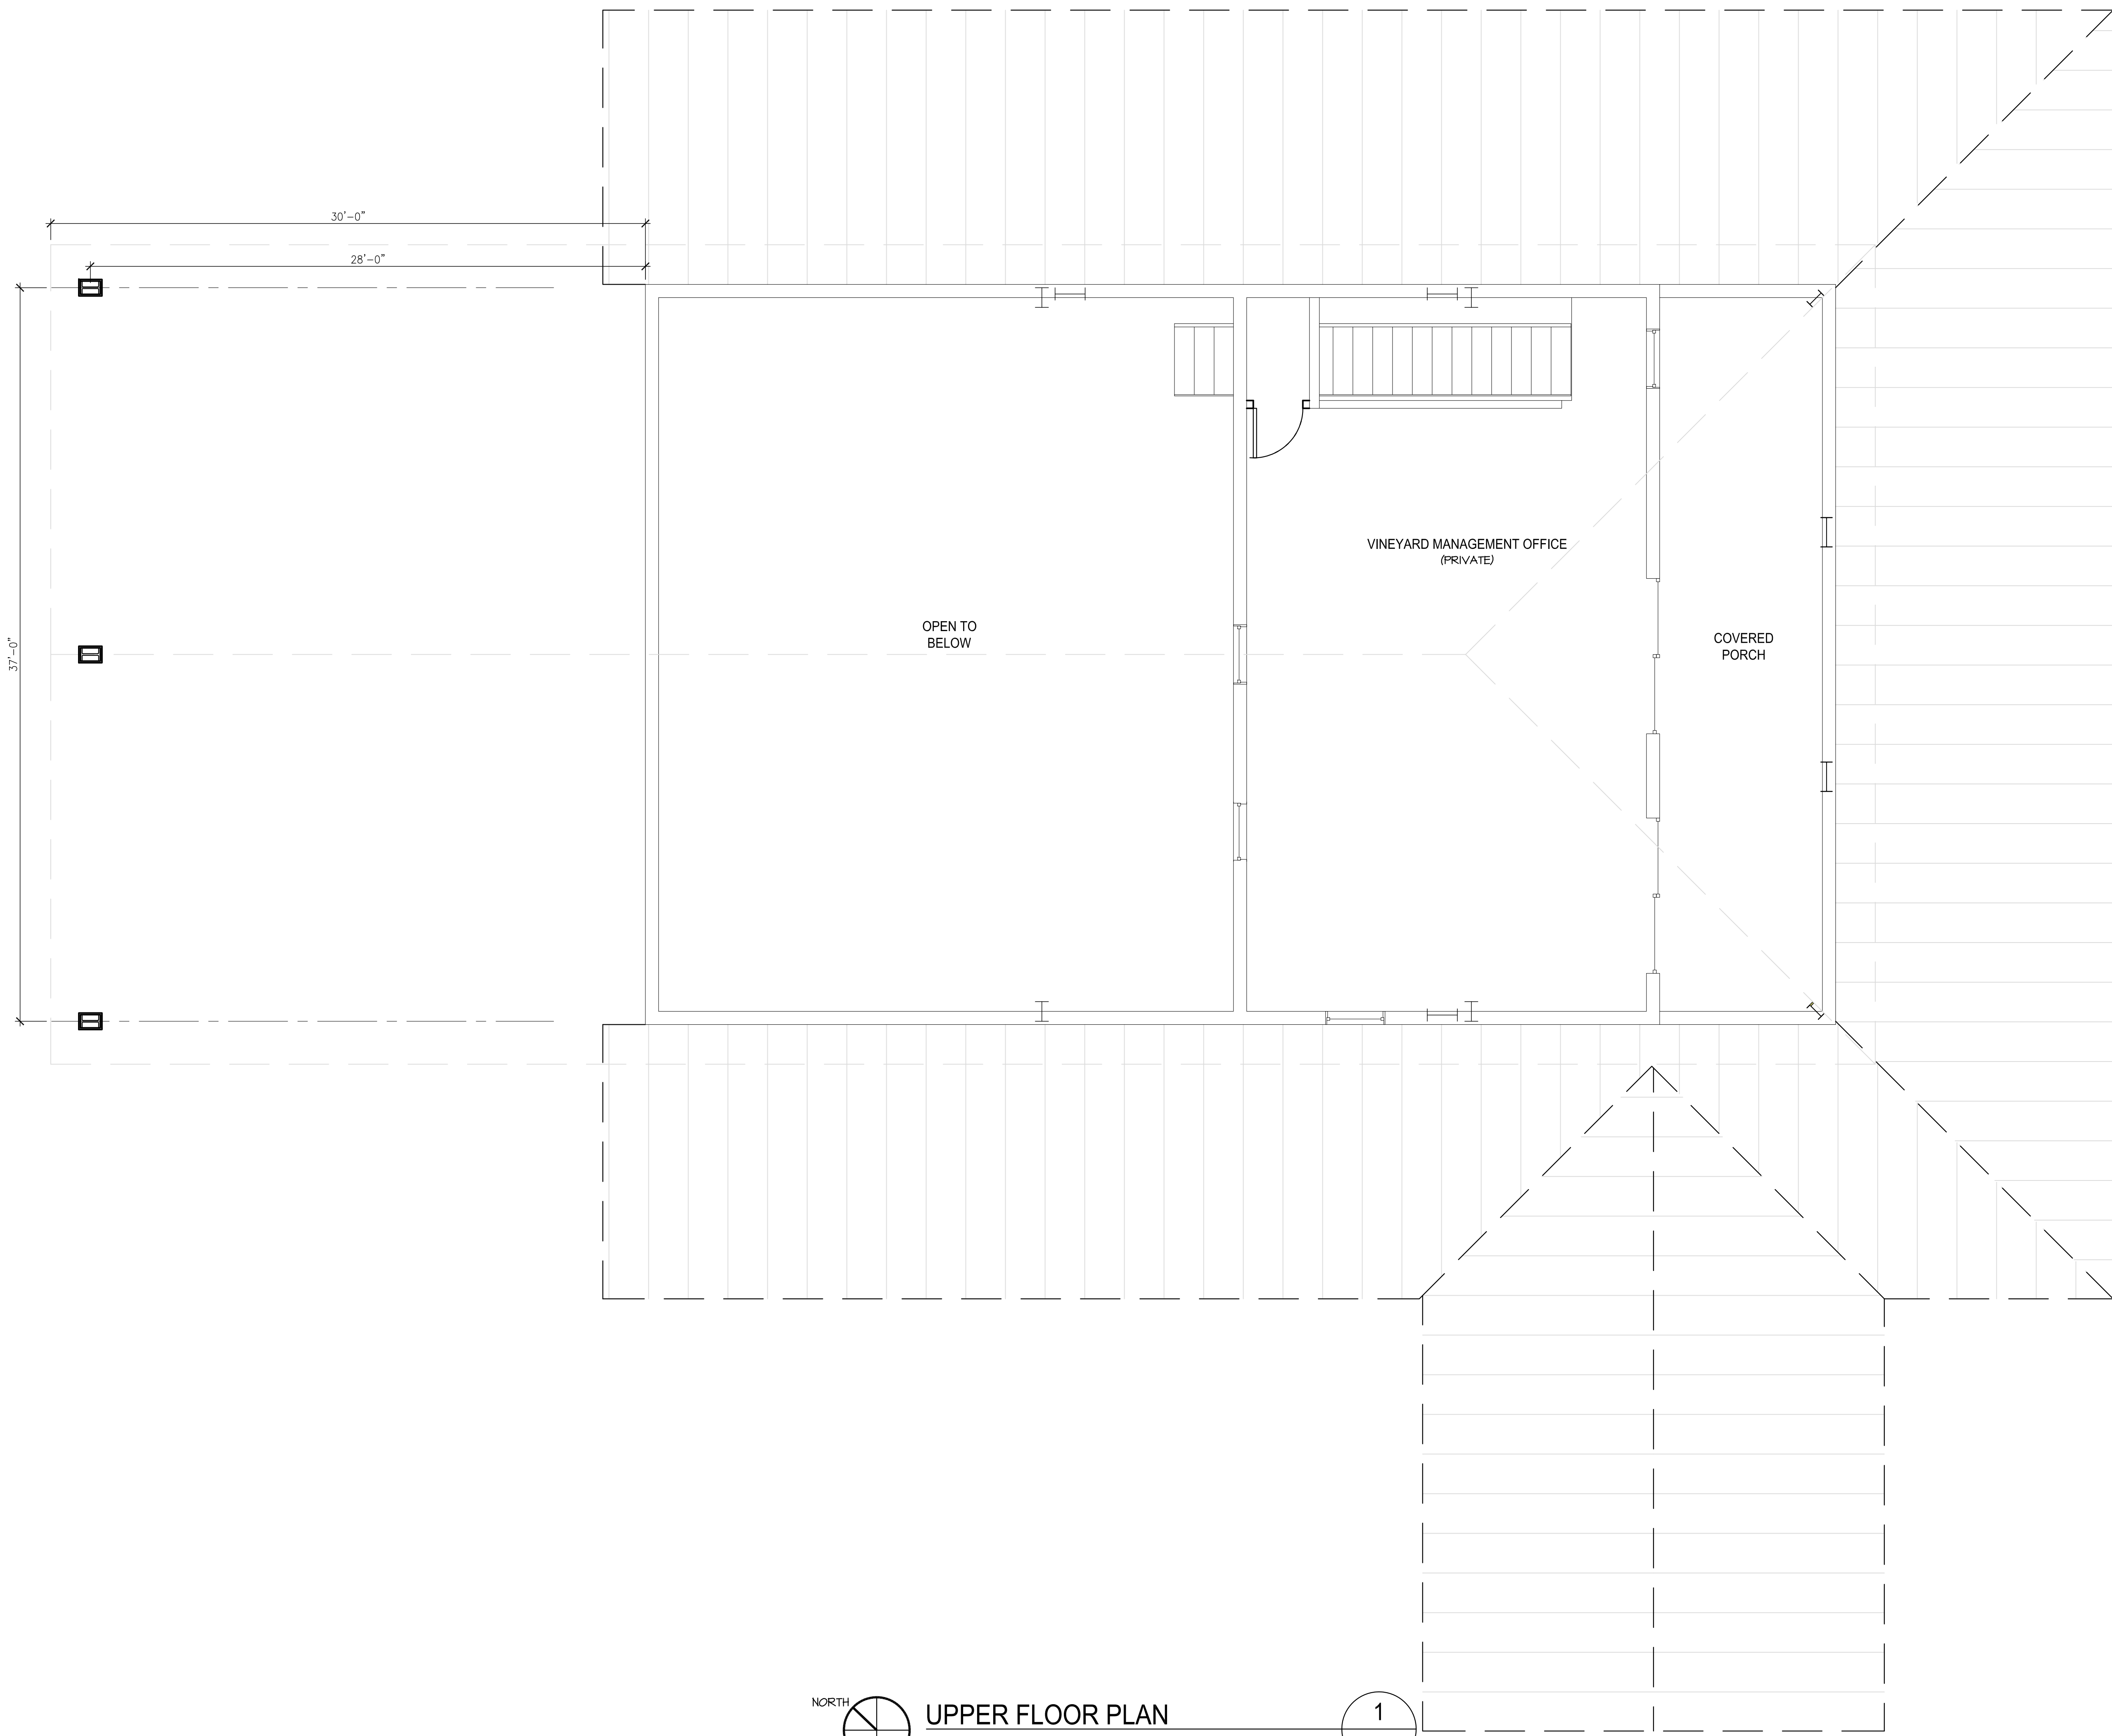 30'-0"
28'-0"
37'-0"
VINEYARD MANAGEMENT OFFICE
(PRIVATE)
OPEN TO
BELOW
COVERED
PORCH
NORTH
UPPER FLOOR PLAN
1